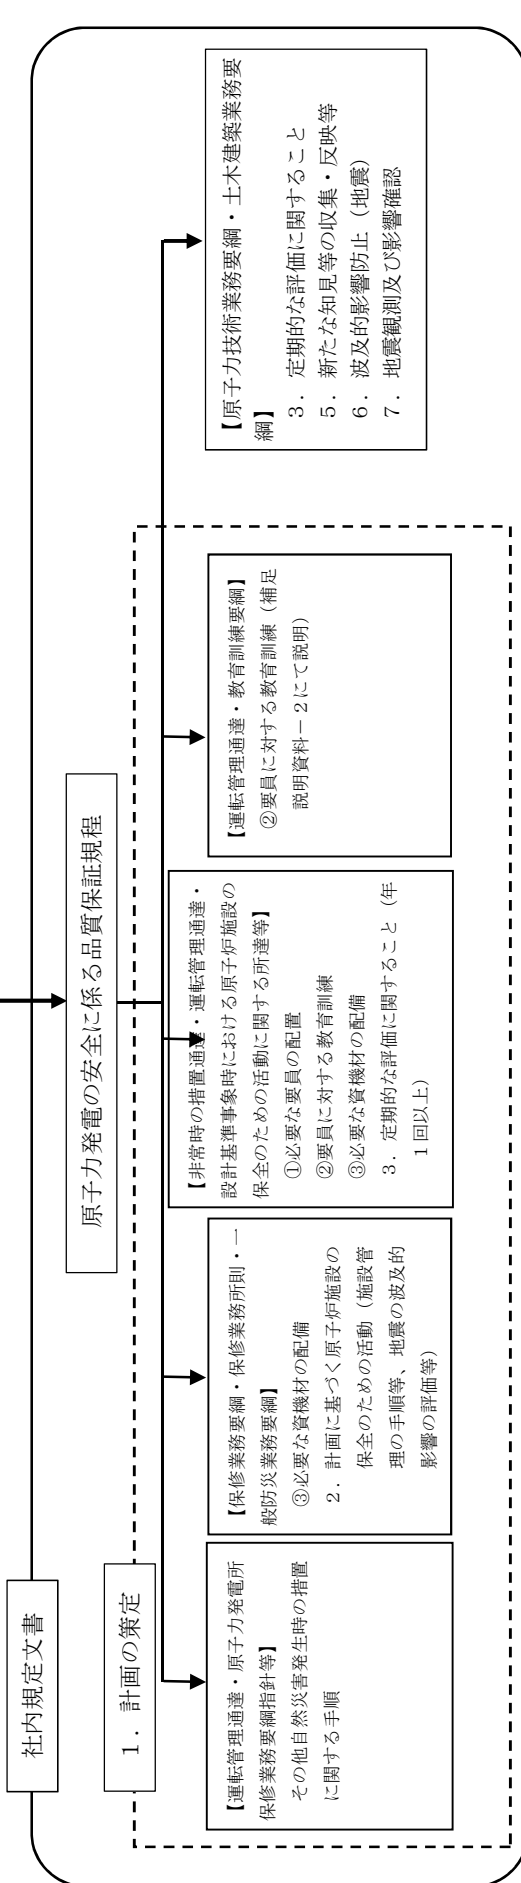 社内規定文書
原子力発電の安全に係る品質保証規程
１．計画の策定
【運転管理通達・原子力発電所
保修業務要綱指針等】
その他自然災害発生時の措置
に関する手順
【保修業務要綱・保修業務所則・一
般防災業務要綱】
③必要な資機材の配備
２．計画に基づく原子炉施設の
保全のための活動（施設管
理の手順等、地震の波及的
影響の評価等）
【非常時の措置通達・運転管理通達・
設計基準事象時における原子炉施設の
保全のための活動に関する所達等】
①必要な要員の配置
②要員に対する教育訓練
③必要な資機材の配備
３．定期的な評価に関すること（年
１回以上）
【運転管理通達・教育訓練要綱】
②要員に対する教育訓練（補足
説明資料－２にて説明）
【原子力技術業務要綱・土木建築業務要
綱】
３．定期的な評価に関すること
５．新たな知見等の収集・反映等
６．波及的影響防止（地震）
７．地震観測及び影響確認